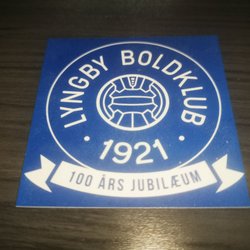 LYNGBY BOLDKLUB
· 1921 ·
100 ÅRS JUBILÆUM